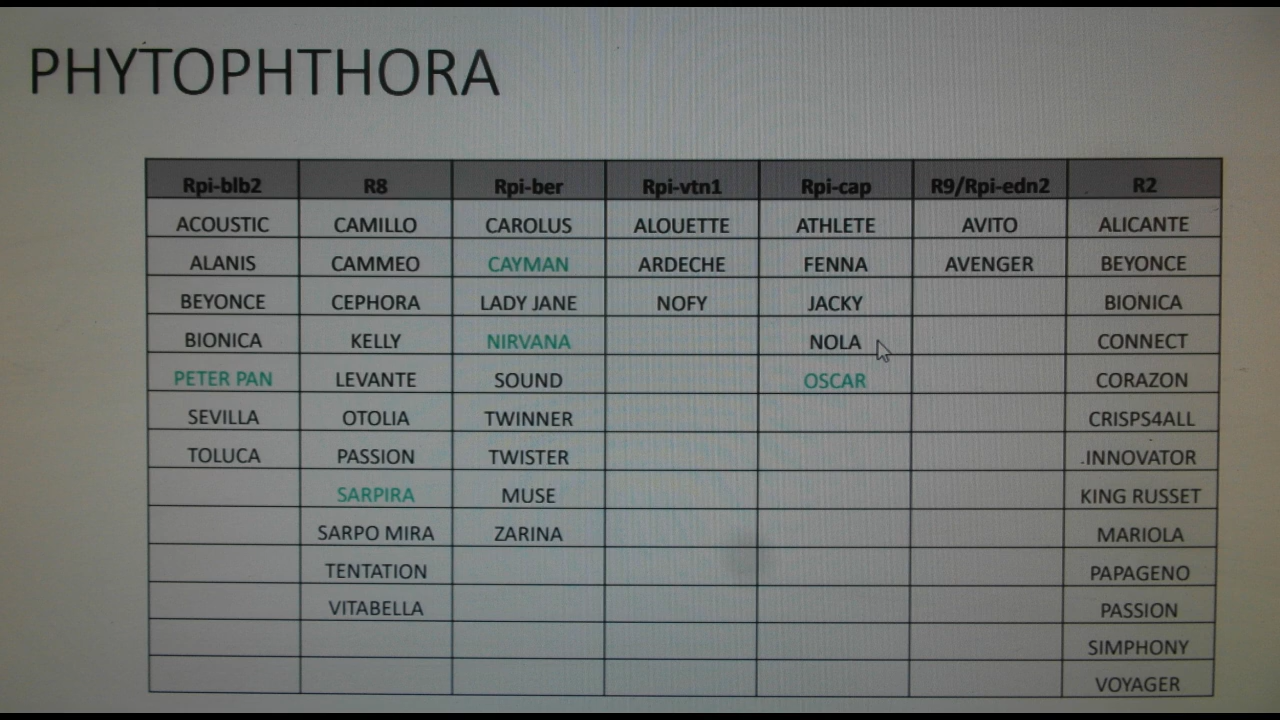 PHYTOPHTHORA
Rpi-blb2 R8 Rpi-ber Rpi-vtn1 Rpi-cap R9/Rpi-edn2 R2
ACOUSTIC CAMILLO CAROLUS ALOUETTE ATHLETE AVITO ALICANTE
ALANIS CAMMEO CAYMAN ARDECHE FENNA AVENGER BEYONCE
BEYONCE CEPHORA LADY JANE NOFY JACKY BIONICA
BIONICA KELLY NIRVANA NOLA CONNECT
PETER PAN LEVANTE SOUND OSCAR CORAZON
SEVILLA OTOLIA TWINNER CRISPS4ALL
TOLUCA PASSION TWISTER INNOVATOR
SARPIRA MUSE KING RUSSET
SARPO MIRA ZARINA MARIOLA
TENTATION PAPAGENO
VITABELLA PASSION
SIMPHONY
VOYAGER